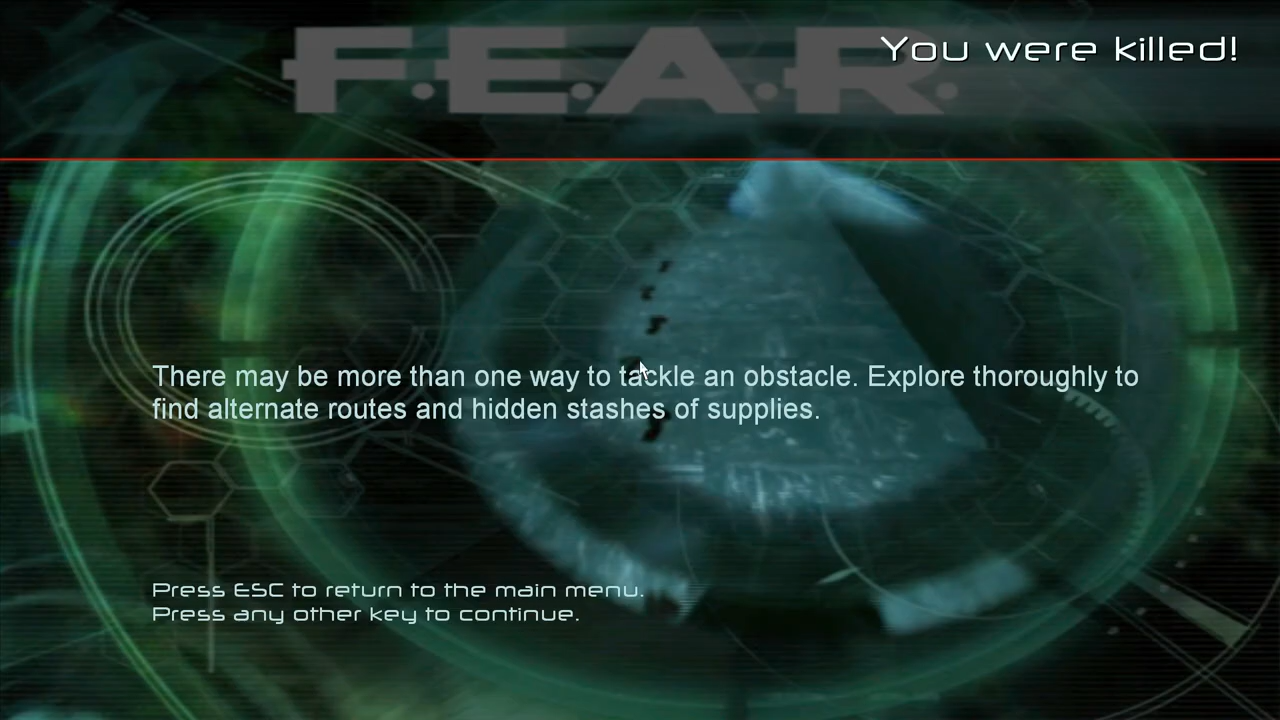 F.E.A.R.
You were killed!
There may be more than one way to tackle an obstacle. Explore thoroughly to
find alternate routes and hidden stashes of supplies.
Press ESC to return to the main menu.
Press any other key to continue.